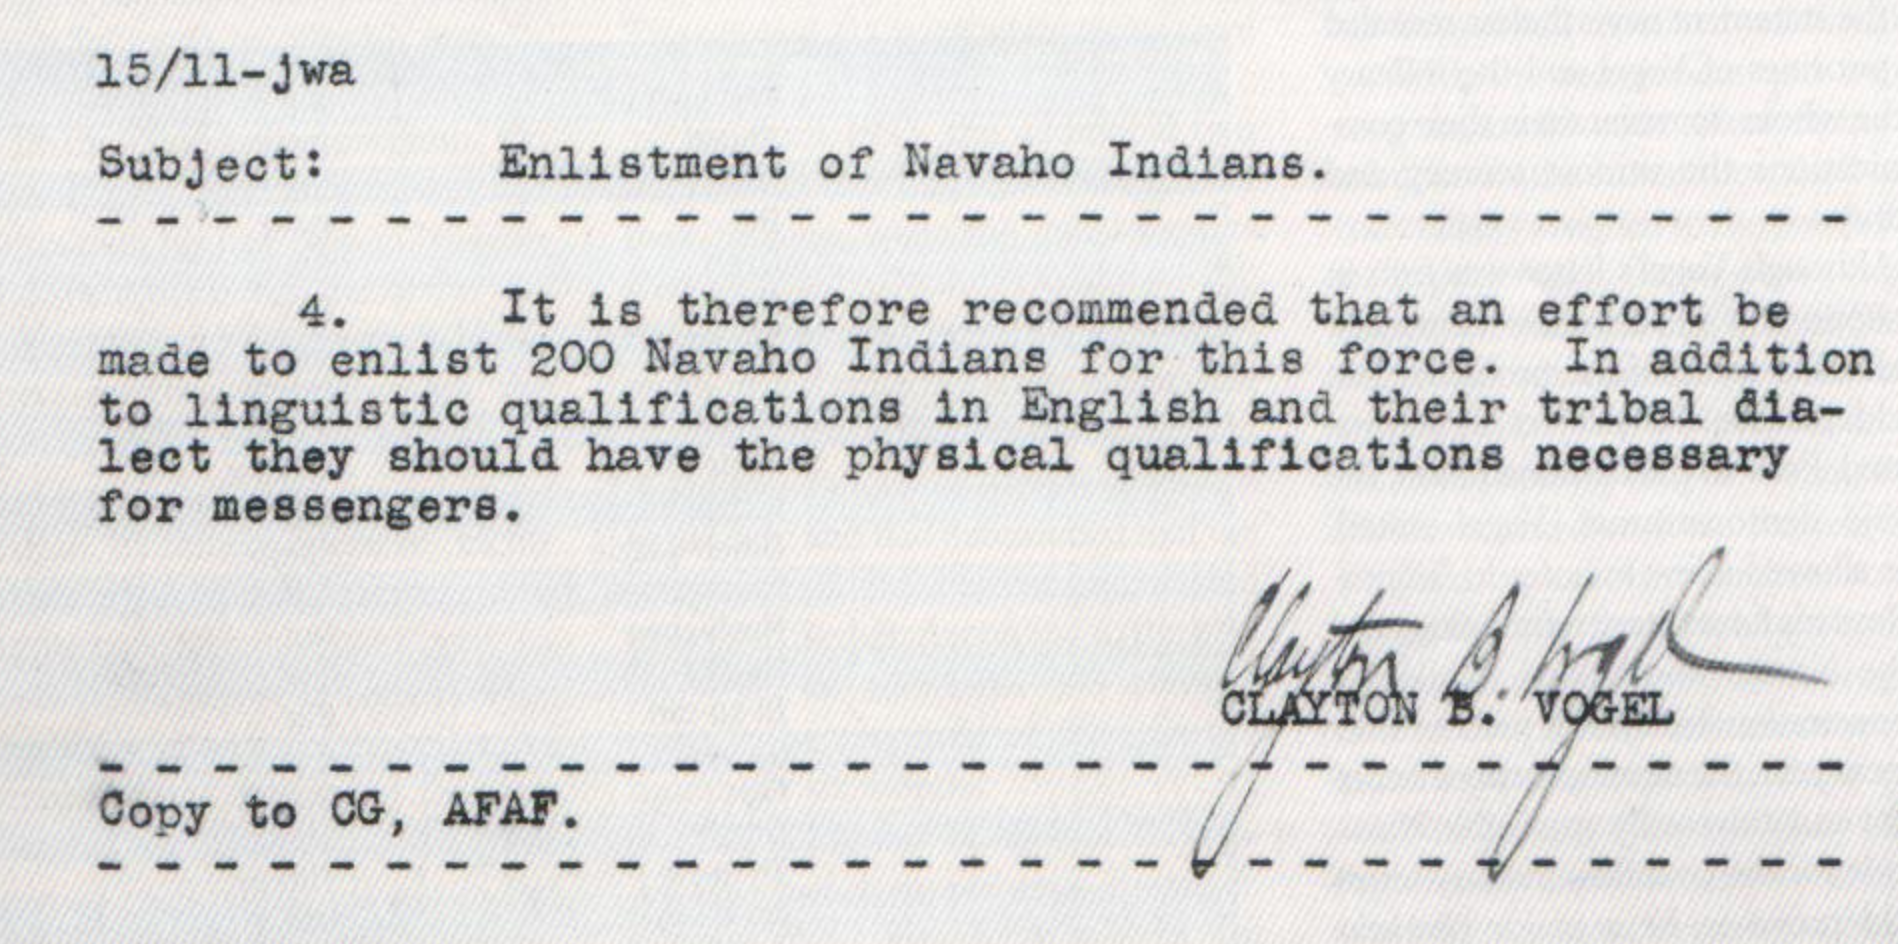 15/11-jwa
Subject: Enlistment of Navaho Indians.
4. It is therefore recommended that an effort be
made to enlist 200 Navaho Indians for this force. In addition
to linguistic qualifications in English and their tribal dia-
lect they should have the physical qualifications necessary
for messengers.
Clayton B. Vogel
CLAYTON B. VOGEL
Copy to CG, AFAF.